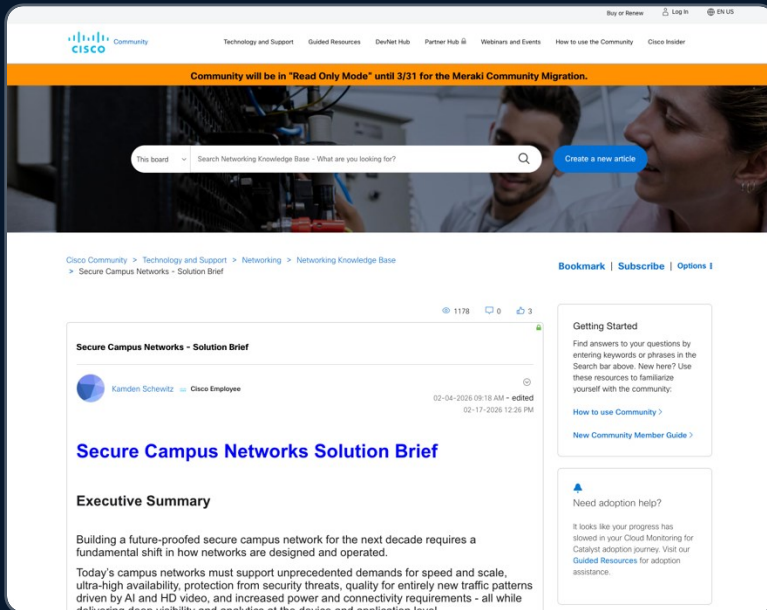 Buy or Renew
Log In
EN US
CISCO
Community
Technology and Support
Guided Resources
DevNet Hub
Partner Hub
Webinars and Events
How to use the Community
Cisco Insider
Community will be in "Read Only Mode" until 3/31 for the Meraki Community Migration.
This board
Search Networking Knowledge Base - What are you looking for?
Create a new article
Cisco Community > Technology and Support > Networking > Networking Knowledge Base
> Secure Campus Networks - Solution Brief
Bookmark | Subscribe | Options
1178
0
3
Secure Campus Networks - Solution Brief
Kamden Schewitz
Cisco Employee
02-04-2026 09:18 AM - edited
02-17-2026 12:26 PM
Secure Campus Networks Solution Brief
Executive Summary
Building a future-proofed secure campus network for the next decade requires a
fundamental shift in how networks are designed and operated.
Today's campus networks must support unprecedented demands for speed and scale,
ultra-high availability, protection from security threats, quality for entirely new traffic patterns
driven by AI and HD video, and increased power and connectivity requirements - all while
delivering deep visibility and analytics at the device and application level.
Getting Started
Find answers to your questions by
entering keywords or phrases in the
Search bar above. New here? Use
these resources to familiarize
yourself with the community:
How to use Community >
New Community Member Guide >
Need adoption help?
It looks like your progress has
slowed in your Cloud Monitoring for
Catalyst adoption journey. Visit our
Guided Resources for adoption
assistance.